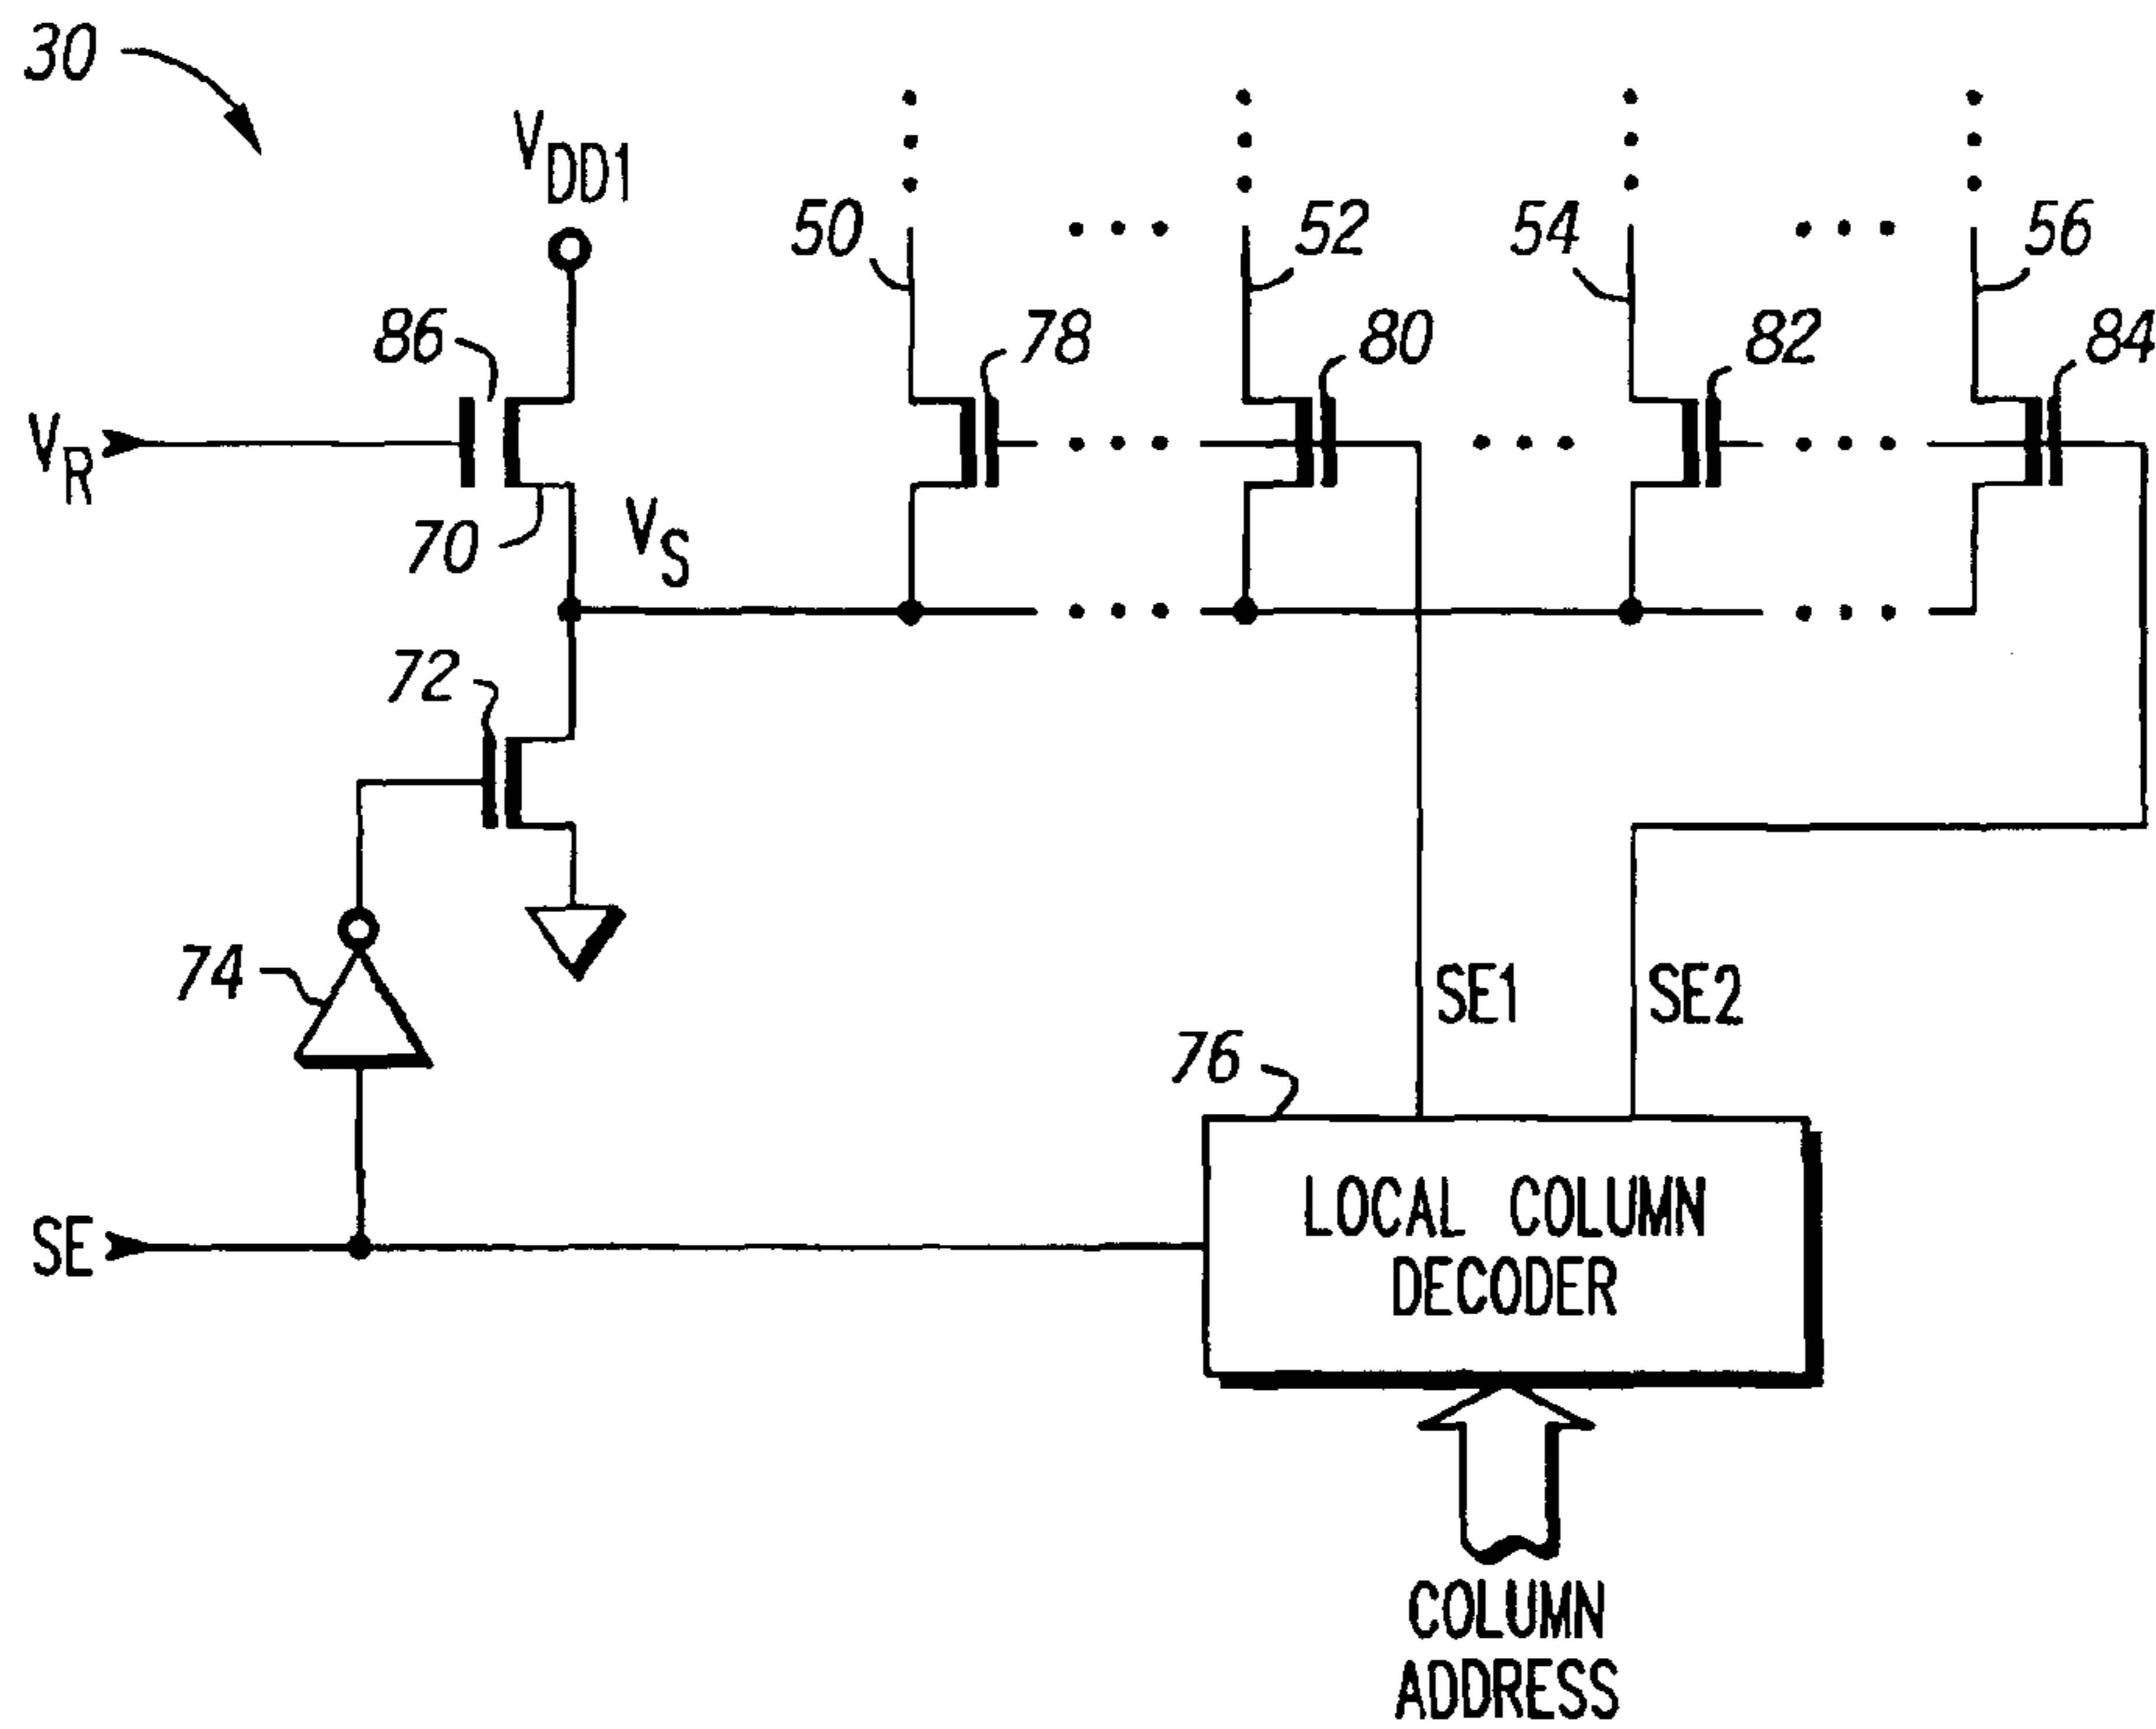 30
VDD1
50
52
54
56
86
78
80
82
84
VR
70
VS
72
74
SE1
SE2
76
LOCAL COLUMN
DECODER
SE
COLUMN
ADDRESS